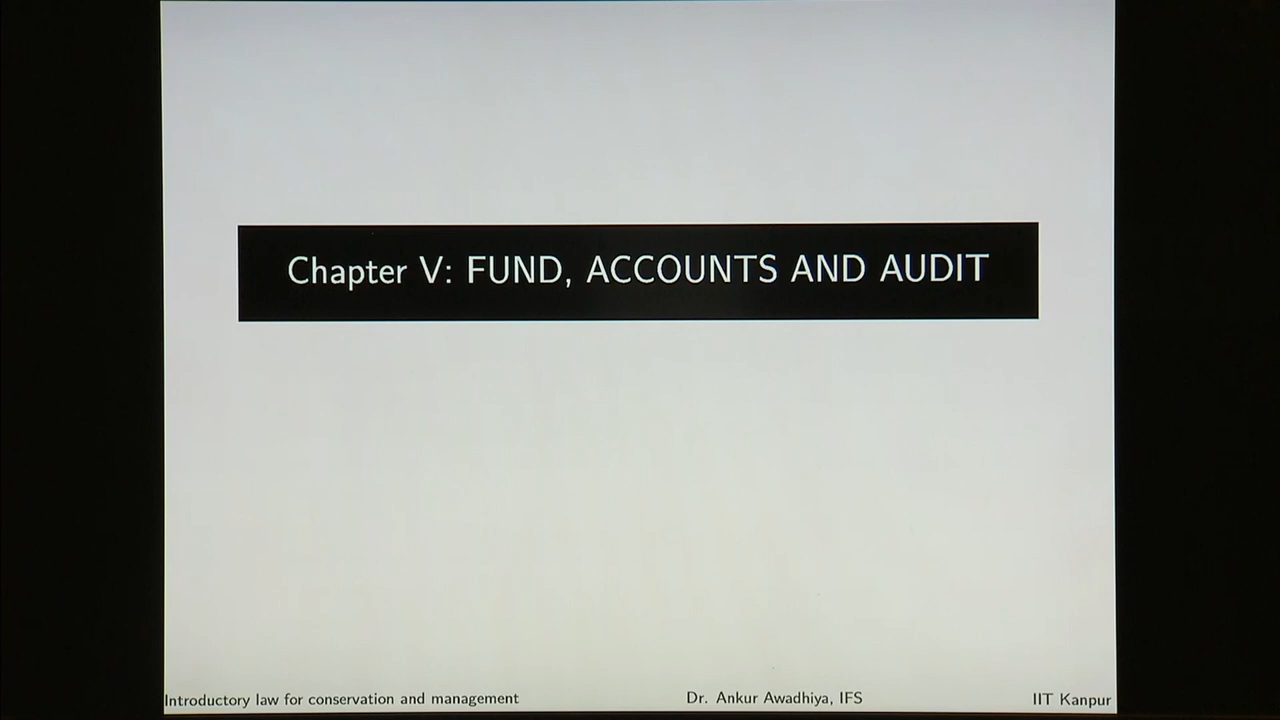 Chapter V: FUND, ACCOUNTS AND AUDIT
Introductory law for conservation and management Dr. Ankur Awadhiya, IFS IIT Kanpur